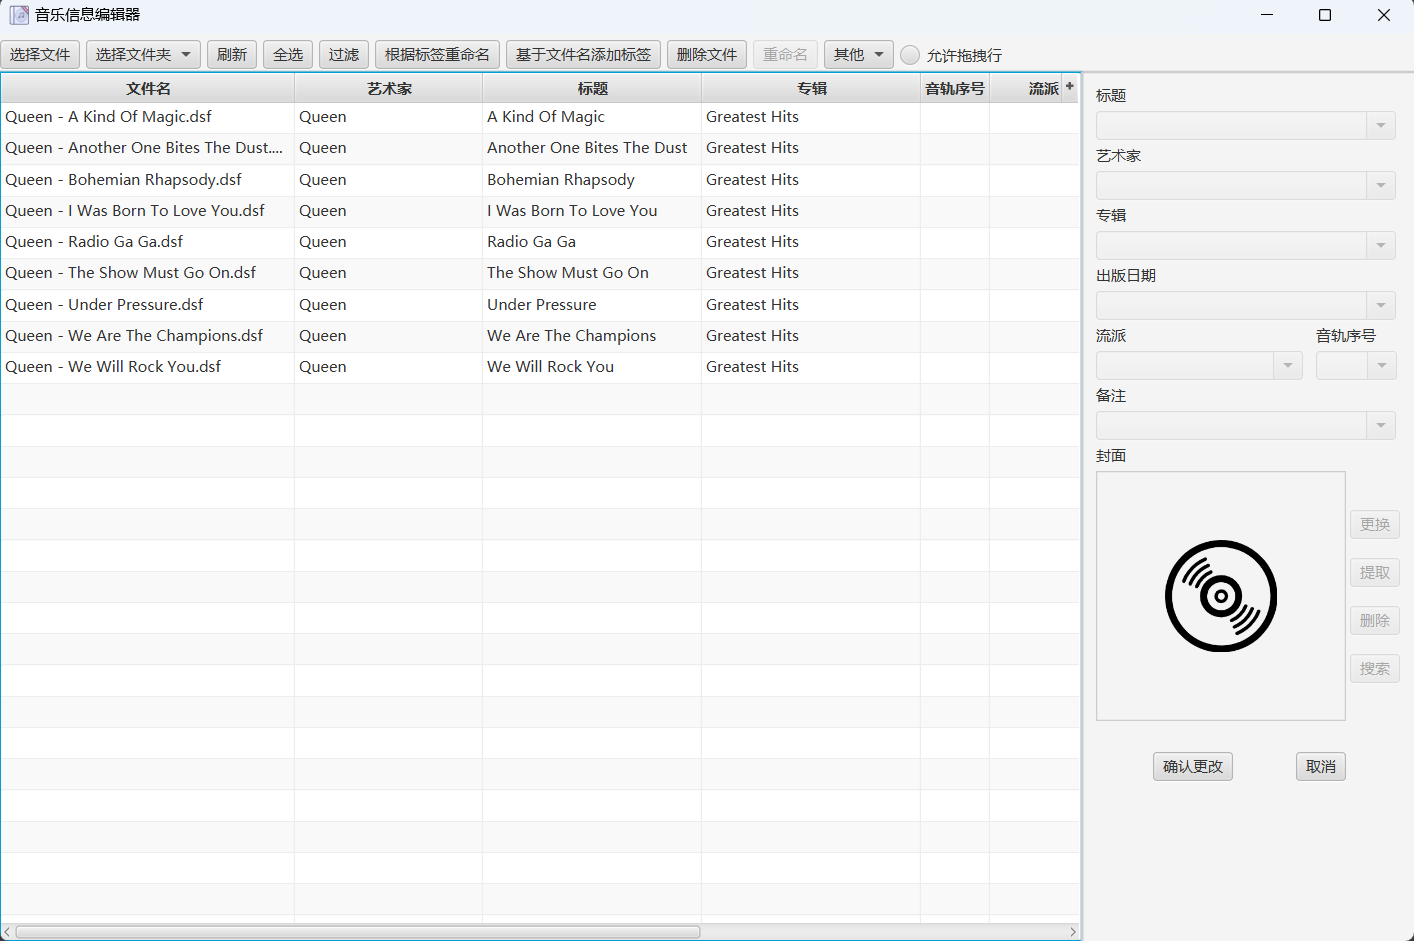 音乐信息编辑器
选择文件 选择文件夹 刷新 全选 过滤 根据标签重命名 基于文件名添加标签 删除文件 重命名 其他 允许拖拽行
文件名 艺术家 标题 专辑 音轨序号 流派 +
Queen - A Kind Of Magic.dsf Queen A Kind Of Magic Greatest Hits
Queen - Another One Bites The Dust.... Queen Another One Bites The Dust Greatest Hits
Queen - Bohemian Rhapsody.dsf Queen Bohemian Rhapsody Greatest Hits
Queen - I Was Born To Love You.dsf Queen I Was Born To Love You Greatest Hits
Queen - Radio Ga Ga.dsf Queen Radio Ga Ga Greatest Hits
Queen - The Show Must Go On.dsf Queen The Show Must Go On Greatest Hits
Queen - Under Pressure.dsf Queen Under Pressure Greatest Hits
Queen - We Are The Champions.dsf Queen We Are The Champions Greatest Hits
Queen - We Will Rock You.dsf Queen We Will Rock You Greatest Hits
标题
艺术家
专辑
出版日期
流派 音轨序号
备注
封面
更换
提取
删除
搜索
确认更改 取消